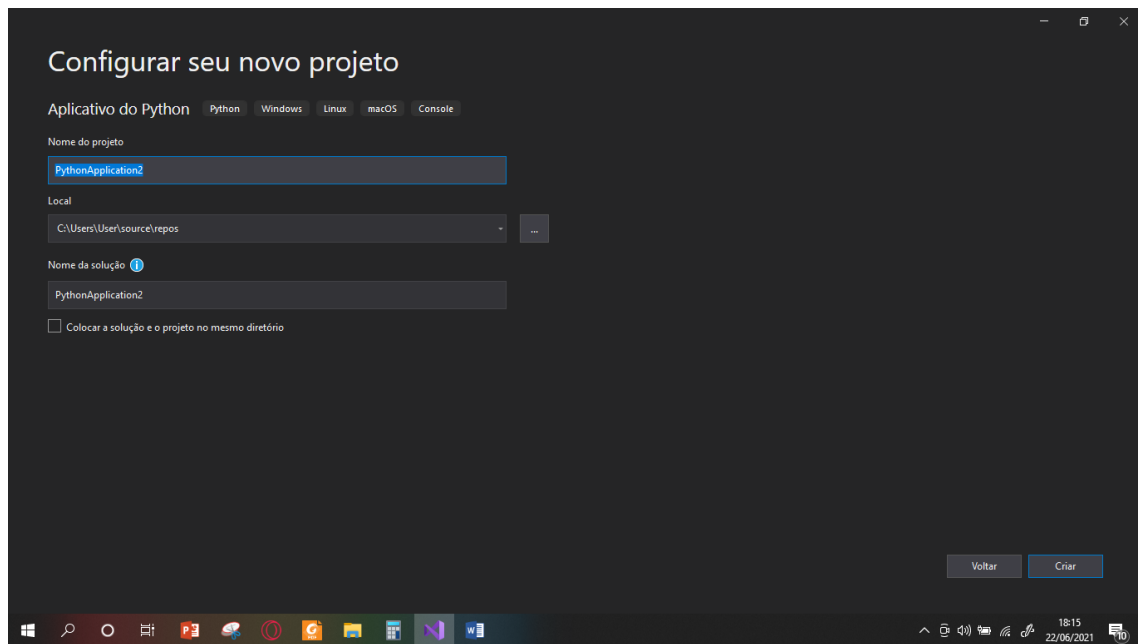 Configurar seu novo projeto
Aplicativo do Python Python Windows Linux macOS Console
Nome do projeto
PythonApplication2
Local
C:\Users\User\source\repos
...
Nome da solução
PythonApplication2
Colocar a solução e o projeto no mesmo diretório
Voltar Criar
18:15
22/06/2021
10